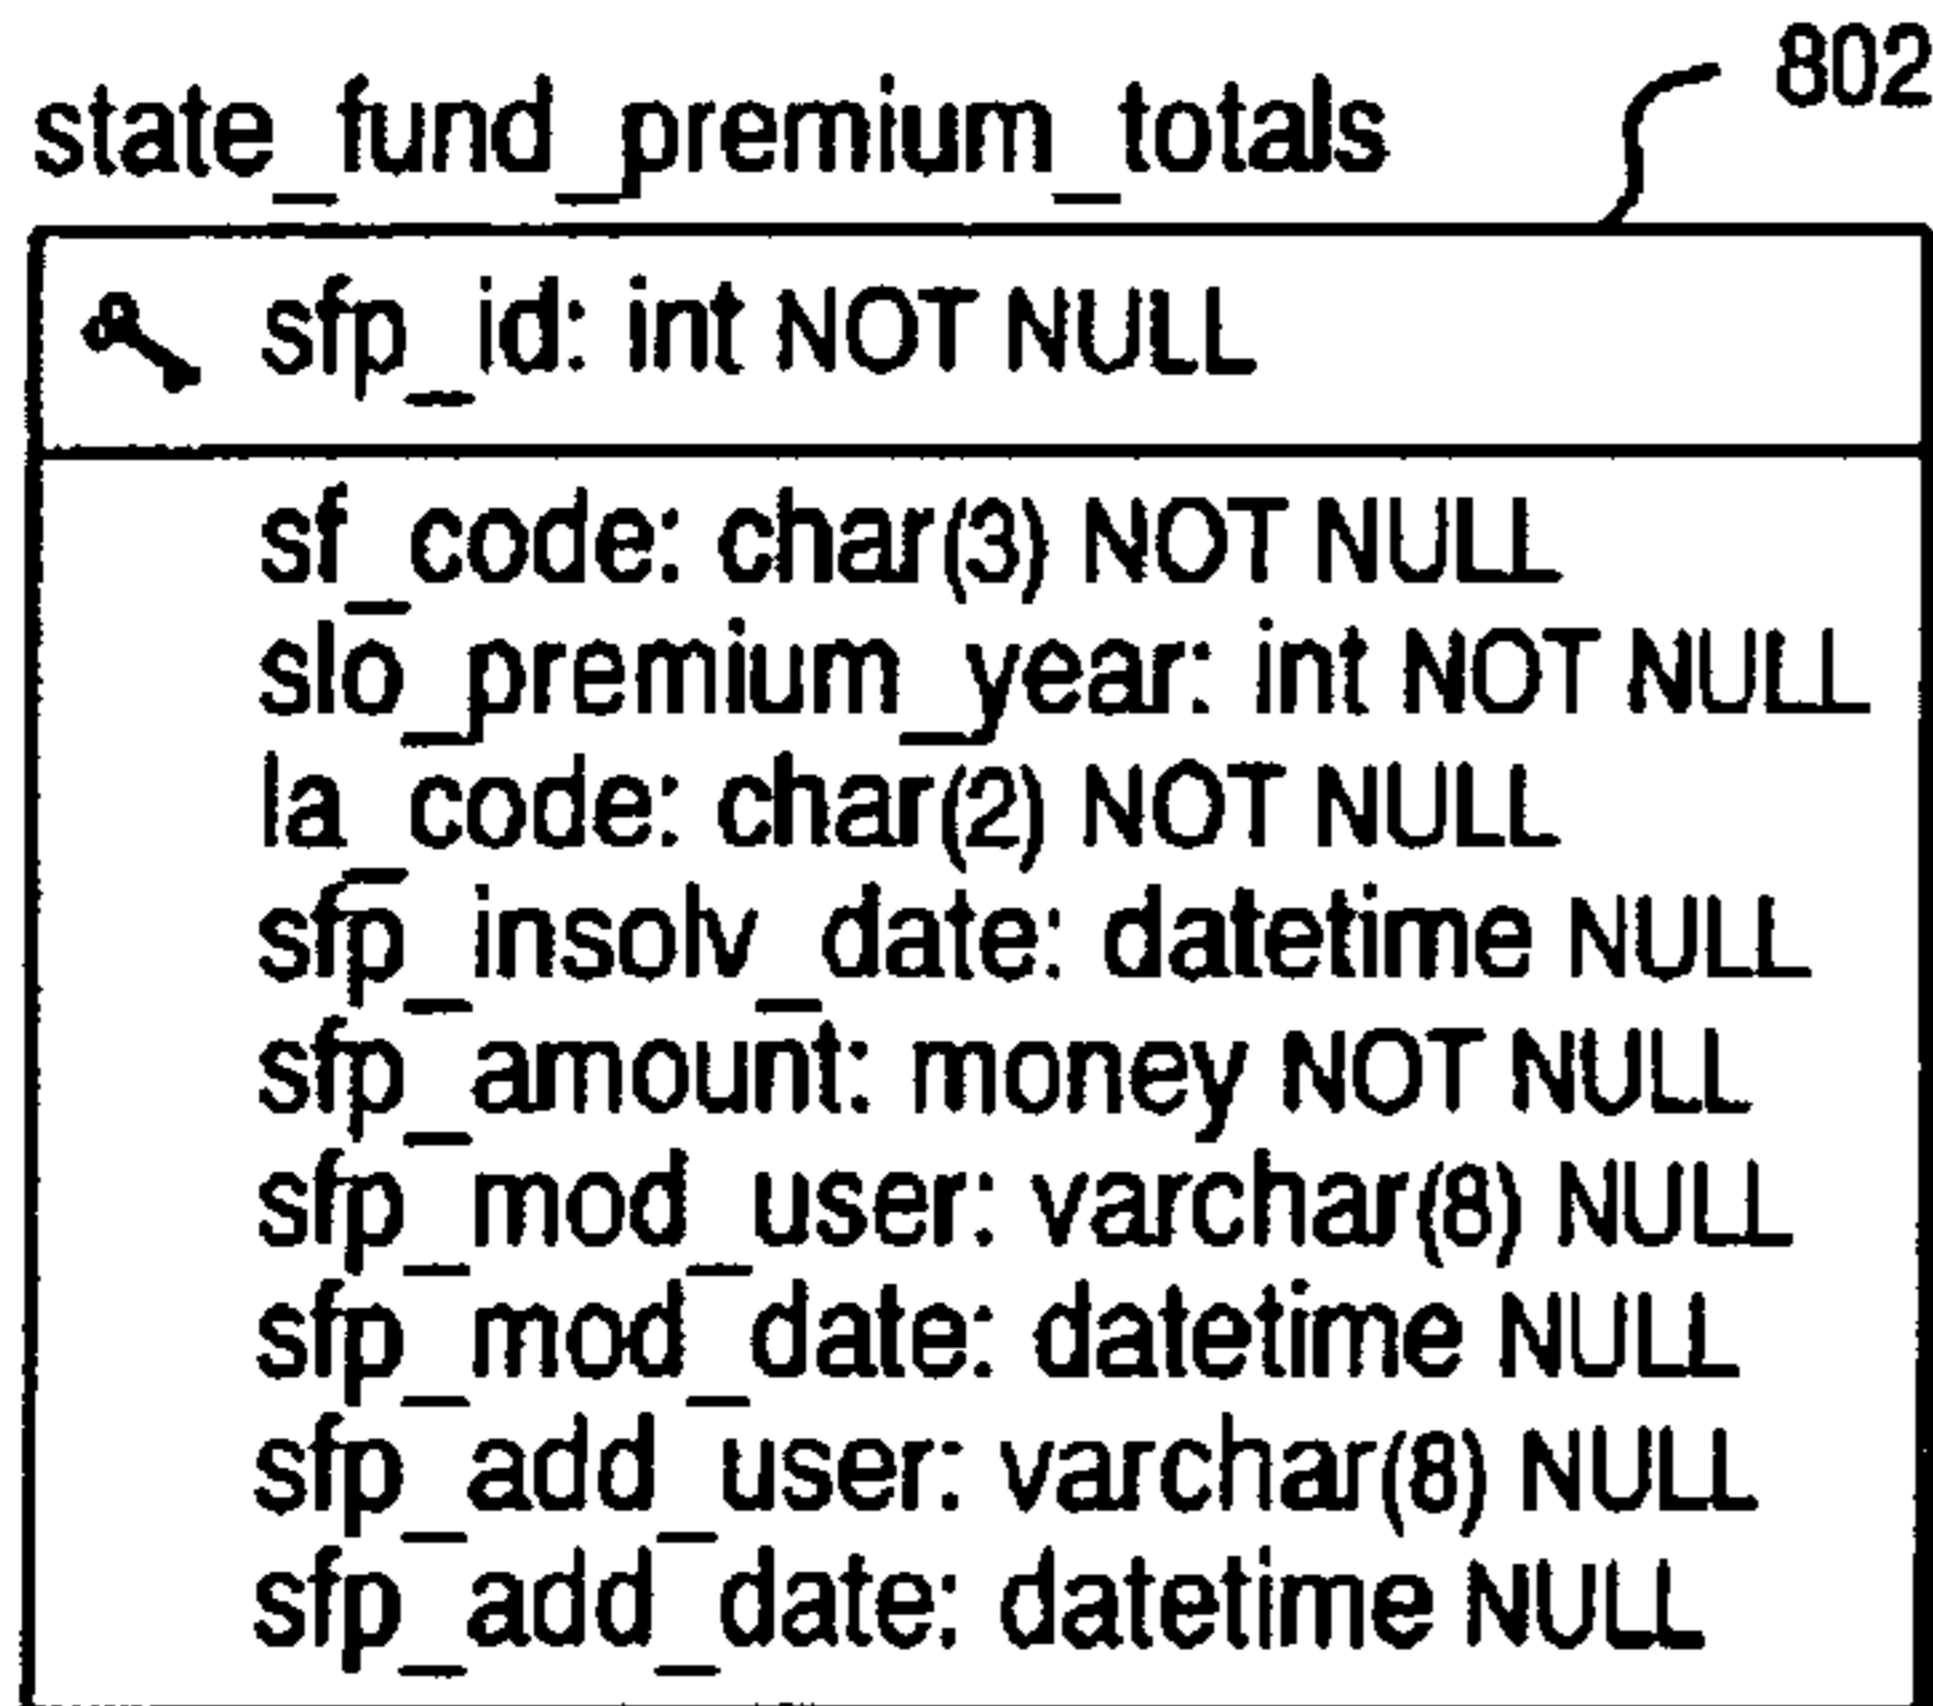 802
state_fund_premium_totals
sfp_id: int NOT NULL
sf_code: char(3) NOT NULL
slo_premium_year: int NOT NULL
la_code: char(2) NOT NULL
sfp_insolv_date: datetime NULL
sfp_amount: money NOT NULL
sfp_mod_user: varchar(8) NULL
sfp_mod_date: datetime NULL
sfp_add_user: varchar(8) NULL
sfp_add_date: datetime NULL